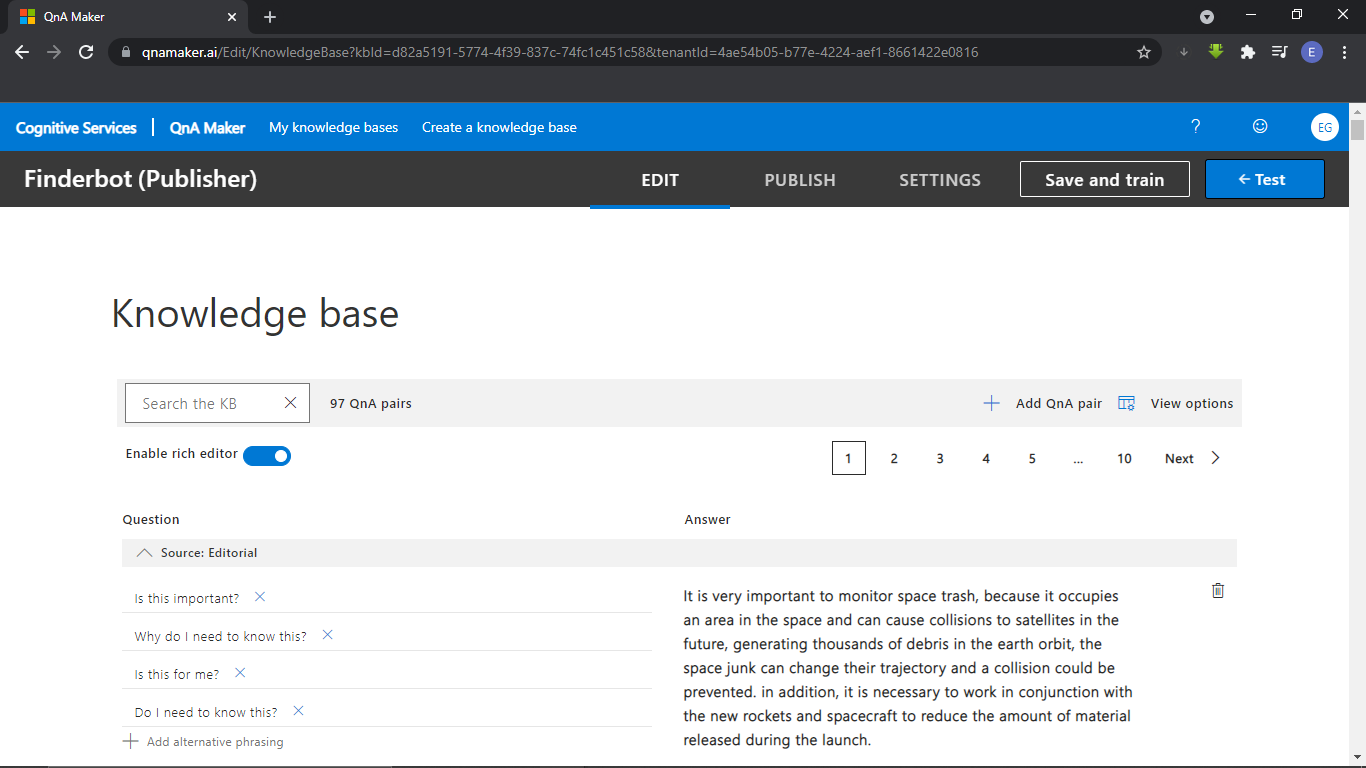 QnA Maker
qnamaker.ai/Edit/KnowledgeBase?kbId=d82a5191-5774-4f39-837c-74fc1c451c58&tenantId=4ae54b05-b77e-4224-aef1-8661422e0816
E
Cognitive Services | QnA Maker My knowledge bases Create a knowledge base ? EG
Finderbot (Publisher) EDIT PUBLISH SETTINGS Save and train ← Test
Knowledge base
Search the KB 97 QnA pairs Add QnA pair View options
Enable rich editor 1 2 3 4 5 ... 10 Next
Question Answer
Source: Editorial
Is this important?
Why do I need to know this?
Is this for me?
Do I need to know this?
Add alternative phrasing
It is very important to monitor space trash, because it occupies
an area in the space and can cause collisions to satellites in the
future, generating thousands of debris in the earth orbit, the
space junk can change their trajectory and a collision could be
prevented. in addition, it is necessary to work in conjunction with
the new rockets and spacecraft to reduce the amount of material
released during the launch.